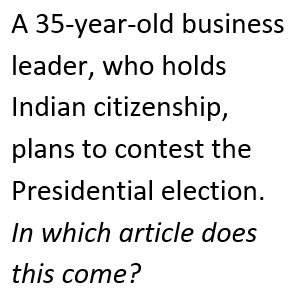 A 35-year-old business
leader, who holds
Indian citizenship,
plans to contest the
Presidential election.
In which article does
this come?